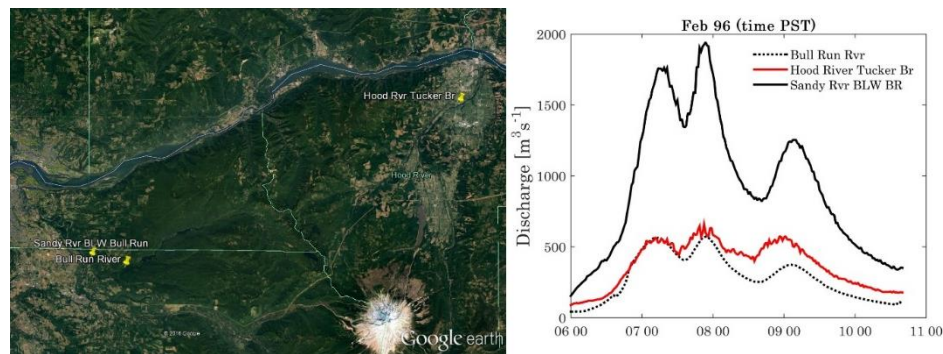 Hood Rvr Tucker Br
Hood River
Sandy Rvr BLW Bull Run
Bull Run River
Google earth
Feb 96 (time PST)
Discharge [m³s⁻¹]
2000
1500
1000
500
0
Bull Run Rvr
Hood River Tucker Br
Sandy Rvr BLW BR
06 00
07 00
08 00
09 00
10 00
11 00